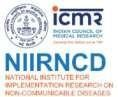 icmr
INDIAN COUNCIL OF
MEDICAL RESEARCH
NIIRNCD
NATIONAL INSTITUTE FOR
IMPLEMENTATION RESEARCH ON
NON-COMMUNICABLE DISEASES